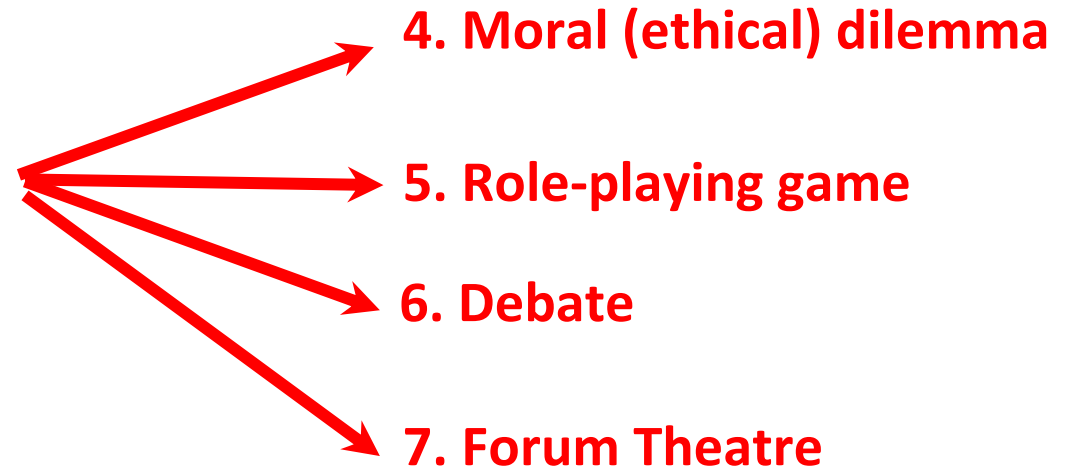 4. Moral (ethical) dilemma
5. Role-playing game
6. Debate
7. Forum Theatre